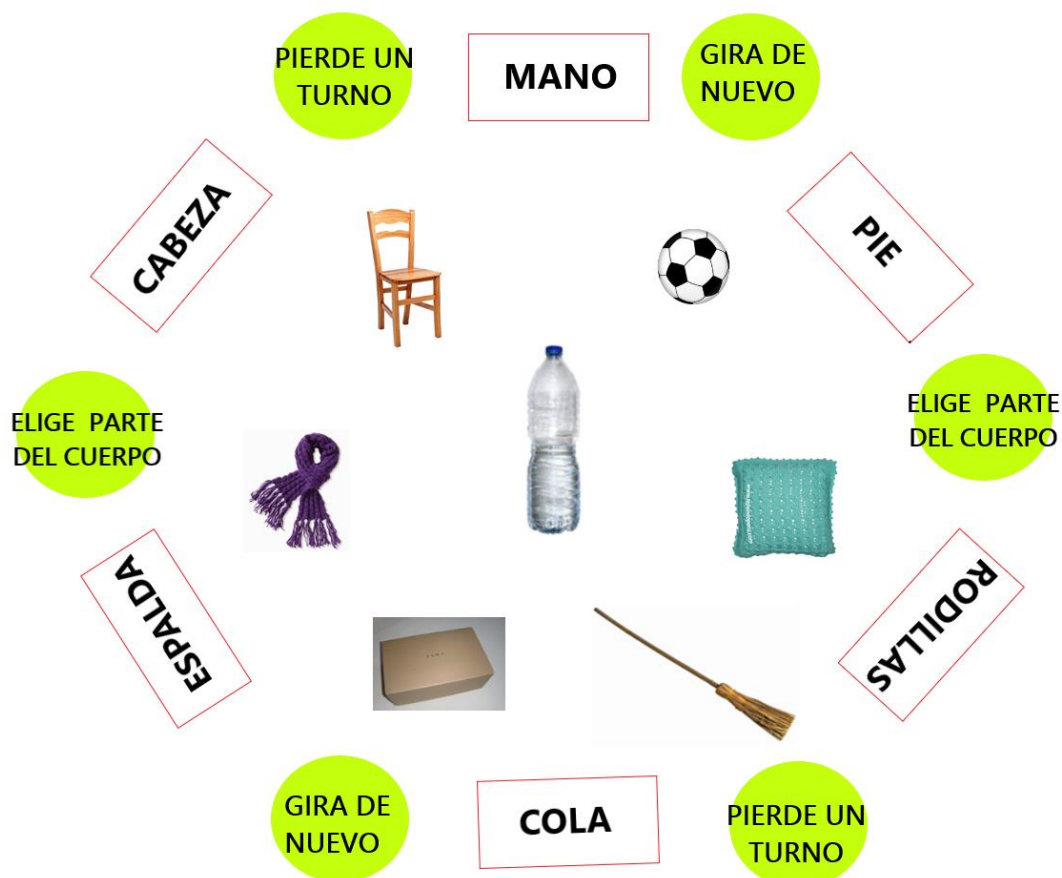 PIERDE UN
TURNO
MANO
GIRA DE
NUEVO
CABEZA
PIE
ELIGE PARTE
DEL CUERPO
ELIGE PARTE
DEL CUERPO
ESPALDA
RODILLAS
GIRA DE
NUEVO
COLA
PIERDE UN
TURNO